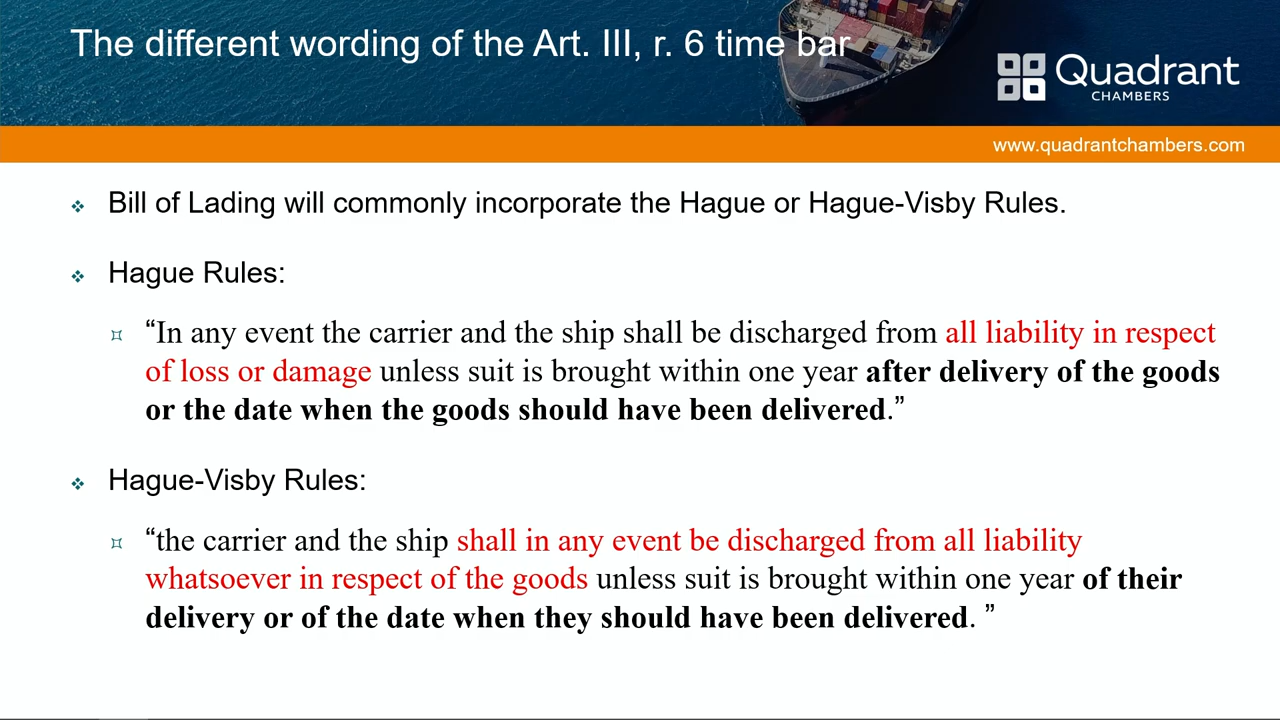 The different wording of the Art. III, r. 6 time bar
Quadrant
CHAMBERS
www.quadrantchambers.com
Bill of Lading will commonly incorporate the Hague or Hague-Visby Rules.
Hague Rules:
“In any event the carrier and the ship shall be discharged from all liability in respect
of loss or damage unless suit is brought within one year after delivery of the goods
or the date when the goods should have been delivered.”
Hague-Visby Rules:
“the carrier and the ship shall in any event be discharged from all liability
whatsoever in respect of the goods unless suit is brought within one year of their
delivery or of the date when they should have been delivered. ”